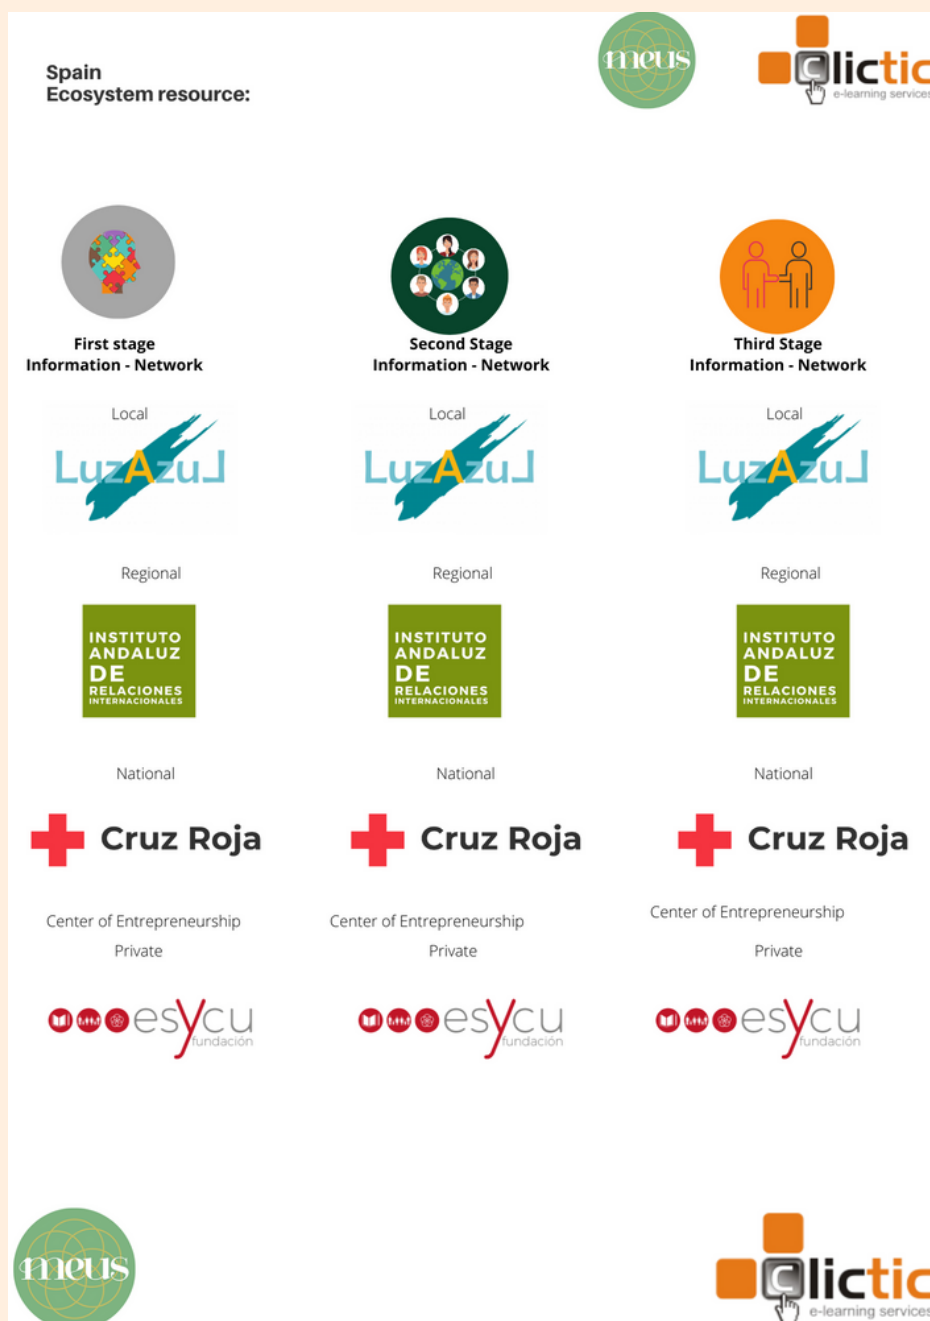 Spain
Ecosystem resource:
meus
Clictic
e-learning services
First stage
Information - Network
Second Stage
Information - Network
Third Stage
Information - Network
Local
Local
Local
LuzAzuL
LuzAzuL
LuzAzuL
Regional
Regional
Regional
INSTITUTO
ANDALUZ
DE
RELACIONES
INTERNACIONALES
INSTITUTO
ANDALUZ
DE
RELACIONES
INTERNACIONALES
INSTITUTO
ANDALUZ
DE
RELACIONES
INTERNACIONALES
National
National
National
Cruz Roja
Cruz Roja
Cruz Roja
Center of Entrepreneurship
Private
Center of Entrepreneurship
Private
Center of Entrepreneurship
Private
esycu
fundación
esycu
fundación
esycu
fundación
meus
Clictic
e-learning services